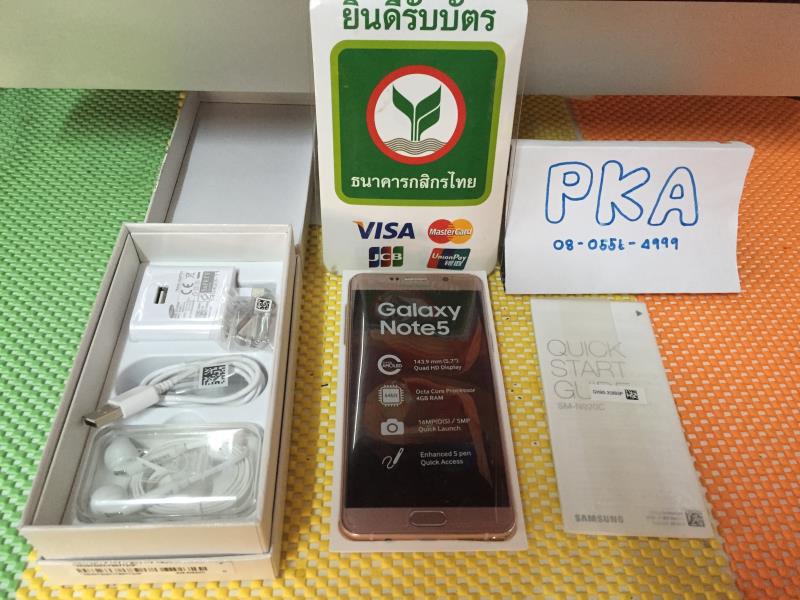 ยินดีรับบัตร
ธนาคารกสิกรไทย
VISA
MasterCard
JCB
UnionPay
PKA
08-0556-4999
Galaxy
Note5
143.9 mm (5.7")
Quad HD Display
Octa Core Processor
4GB RAM
16MP(OIS) / 5MP
Quick Launch
Enhanced S pen
Quick Access
QUICK
START
GUIDE
SM-N920C
SAMSUNG